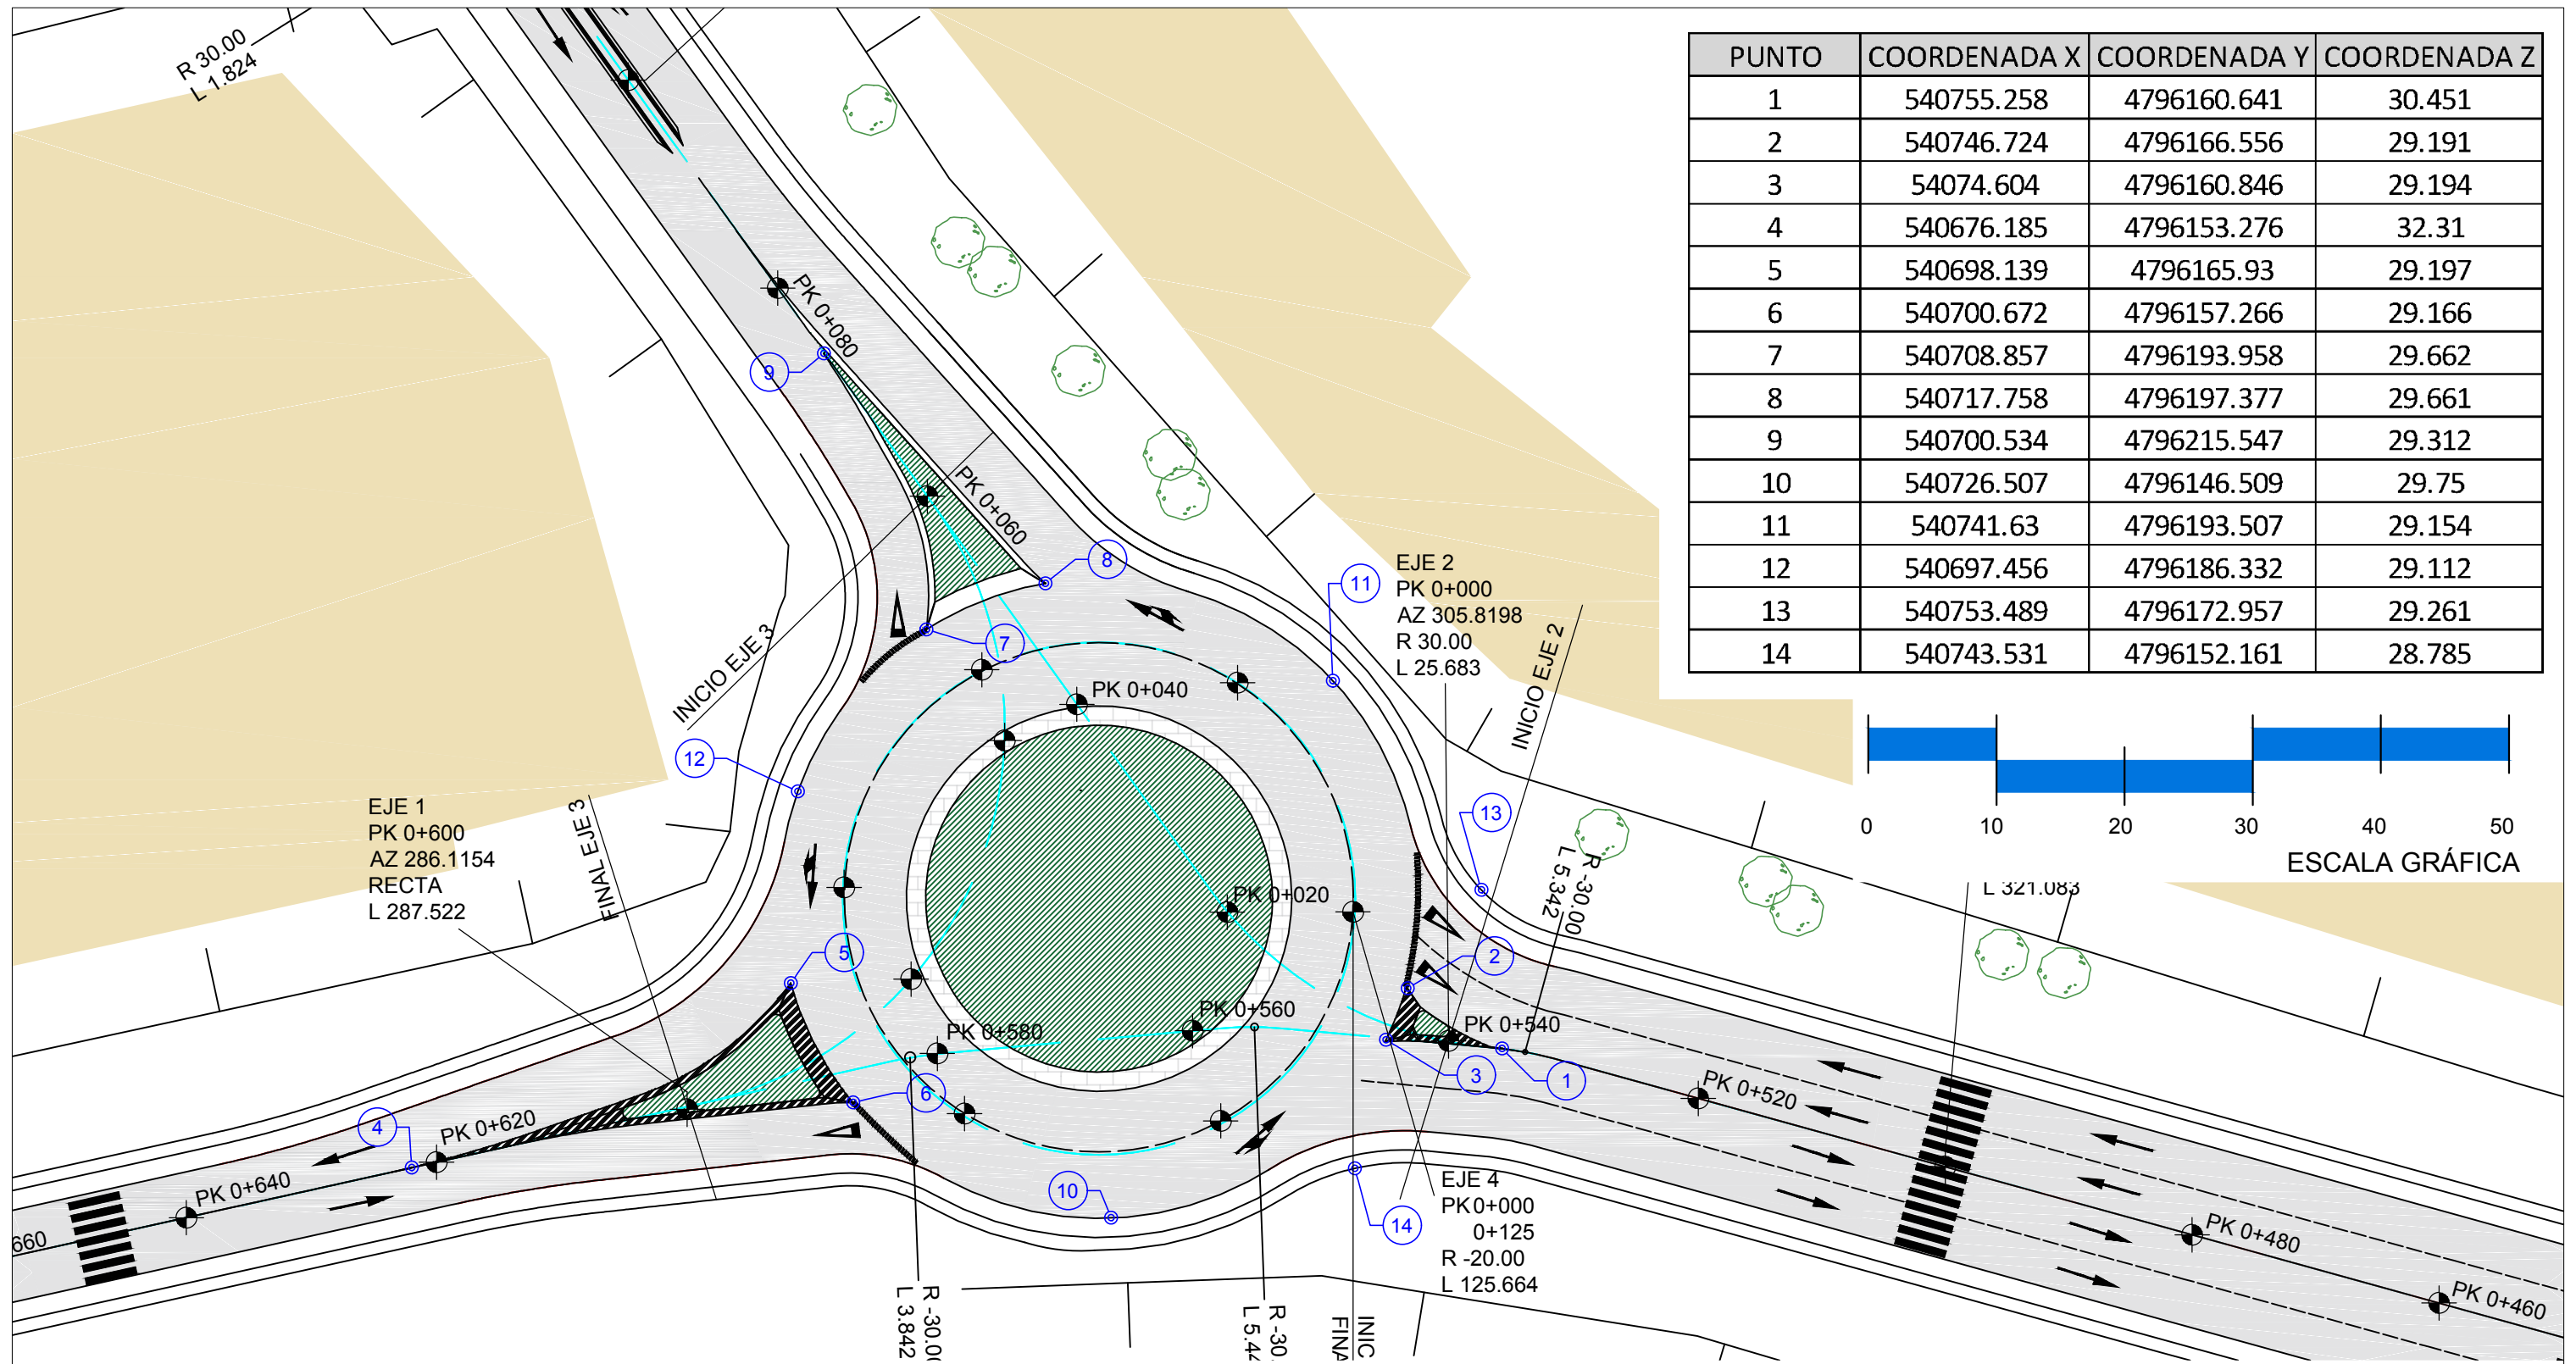 R 30.00
L 1.824
PUNTO COORDENADA X COORDENADA Y COORDENADA Z
1 540755.258 4796160.641 30.451
2 540746.724 4796166.556 29.191
3 54074.604 4796160.846 29.194
4 540676.185 4796153.276 32.31
5 540698.139 4796165.93 29.197
6 540700.672 4796157.266 29.166
7 540708.857 4796193.958 29.662
8 540717.758 4796197.377 29.661
9 540700.534 4796215.547 29.312
10 540726.507 4796146.509 29.75
11 540741.63 4796193.507 29.154
12 540697.456 4796186.332 29.112
13 540753.489 4796172.957 29.261
14 540743.531 4796152.161 28.785
0 10 20 30 40 50
ESCALA GRÁFICA
PK 0+080
9
PK 0+060
8
7
INICIO EJE 3
12
PK 0+040
11
EJE 2
PK 0+000
AZ 305.8198
R 30.00
L 25.683
INICIO EJE 2
13
R -30.00
L 5.342
L 321.083
EJE 1
PK 0+600
AZ 286.1154
RECTA
L 287.522
FINAL EJE 3
PK 0+020
5
2
PK 0+580
PK 0+560
PK 0+540
6
3
1
4
PK 0+620
PK 0+640
660
PK 0+520
PK 0+480
PK 0+460
10
14
EJE 4
PK0+000
0+125
R -20.00
L 125.664
R -30.00
L 3.842
R -30.
L 5.44
INIC
FINA